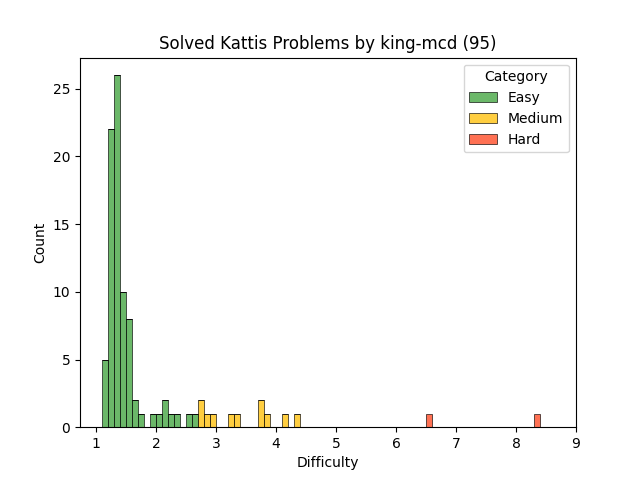 Solved Kattis Problems by king-mcd (95)
Category
Easy
Medium
Hard
25
20
15
10
5
0
Count
1 2 3 4 5 6 7 8 9
Difficulty